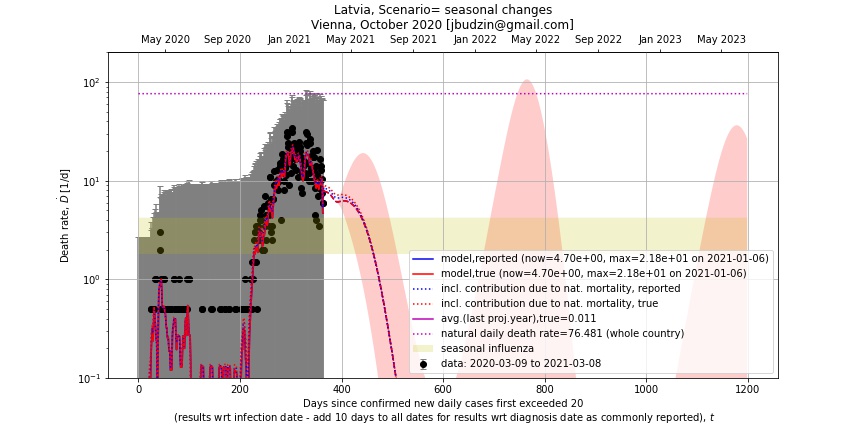 Latvia, Scenario= seasonal changes
Vienna, October 2020 [jbudzin@gmail.com]
May 2020 Sep 2020 Jan 2021 May 2021 Sep 2021 Jan 2022 May 2022 Sep 2022 Jan 2023 May 2023
10²
10¹
10⁰
10⁻¹
Death rate, D [1/d]
model,reported (now=4.70e+00, max=2.18e+01 on 2021-01-06)
model,true (now=4.70e+00, max=2.18e+01 on 2021-01-06)
incl. contribution due to nat. mortality, reported
incl. contribution due to nat. mortality, true
avg.(last proj.year),true=0.011
natural daily death rate=76.481 (whole country)
seasonal influenza
data: 2020-03-09 to 2021-03-08
0 200 400 600 800 1000 1200
Days since confirmed new daily cases first exceeded 20
(results wrt infection date - add 10 days to all dates for results wrt diagnosis date as commonly reported), t